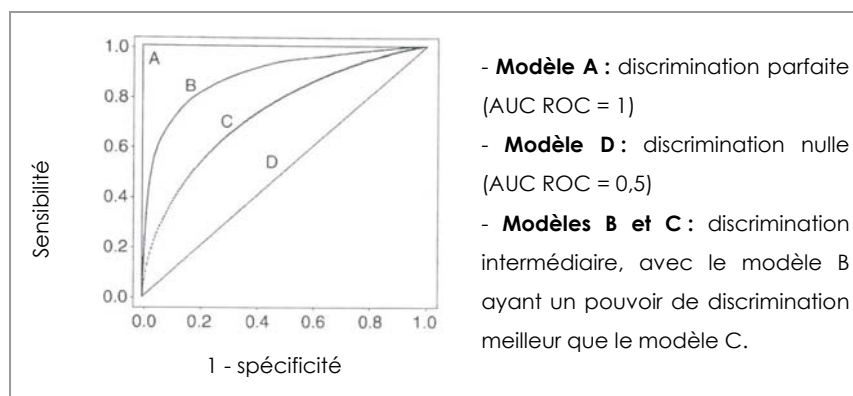 1.0
A
B
0.8
C
0.6
D
0.4
0.2
0.0
0.0 0.2 0.4 0.6 0.8 1.0
Sensibilité
1 - spécificité
- Modèle A : discrimination parfaite
(AUC ROC = 1)
- Modèle D : discrimination nulle
(AUC ROC = 0,5)
- Modèles B et C : discrimination
intermédiaire, avec le modèle B
ayant un pouvoir de discrimination
meilleur que le modèle C.